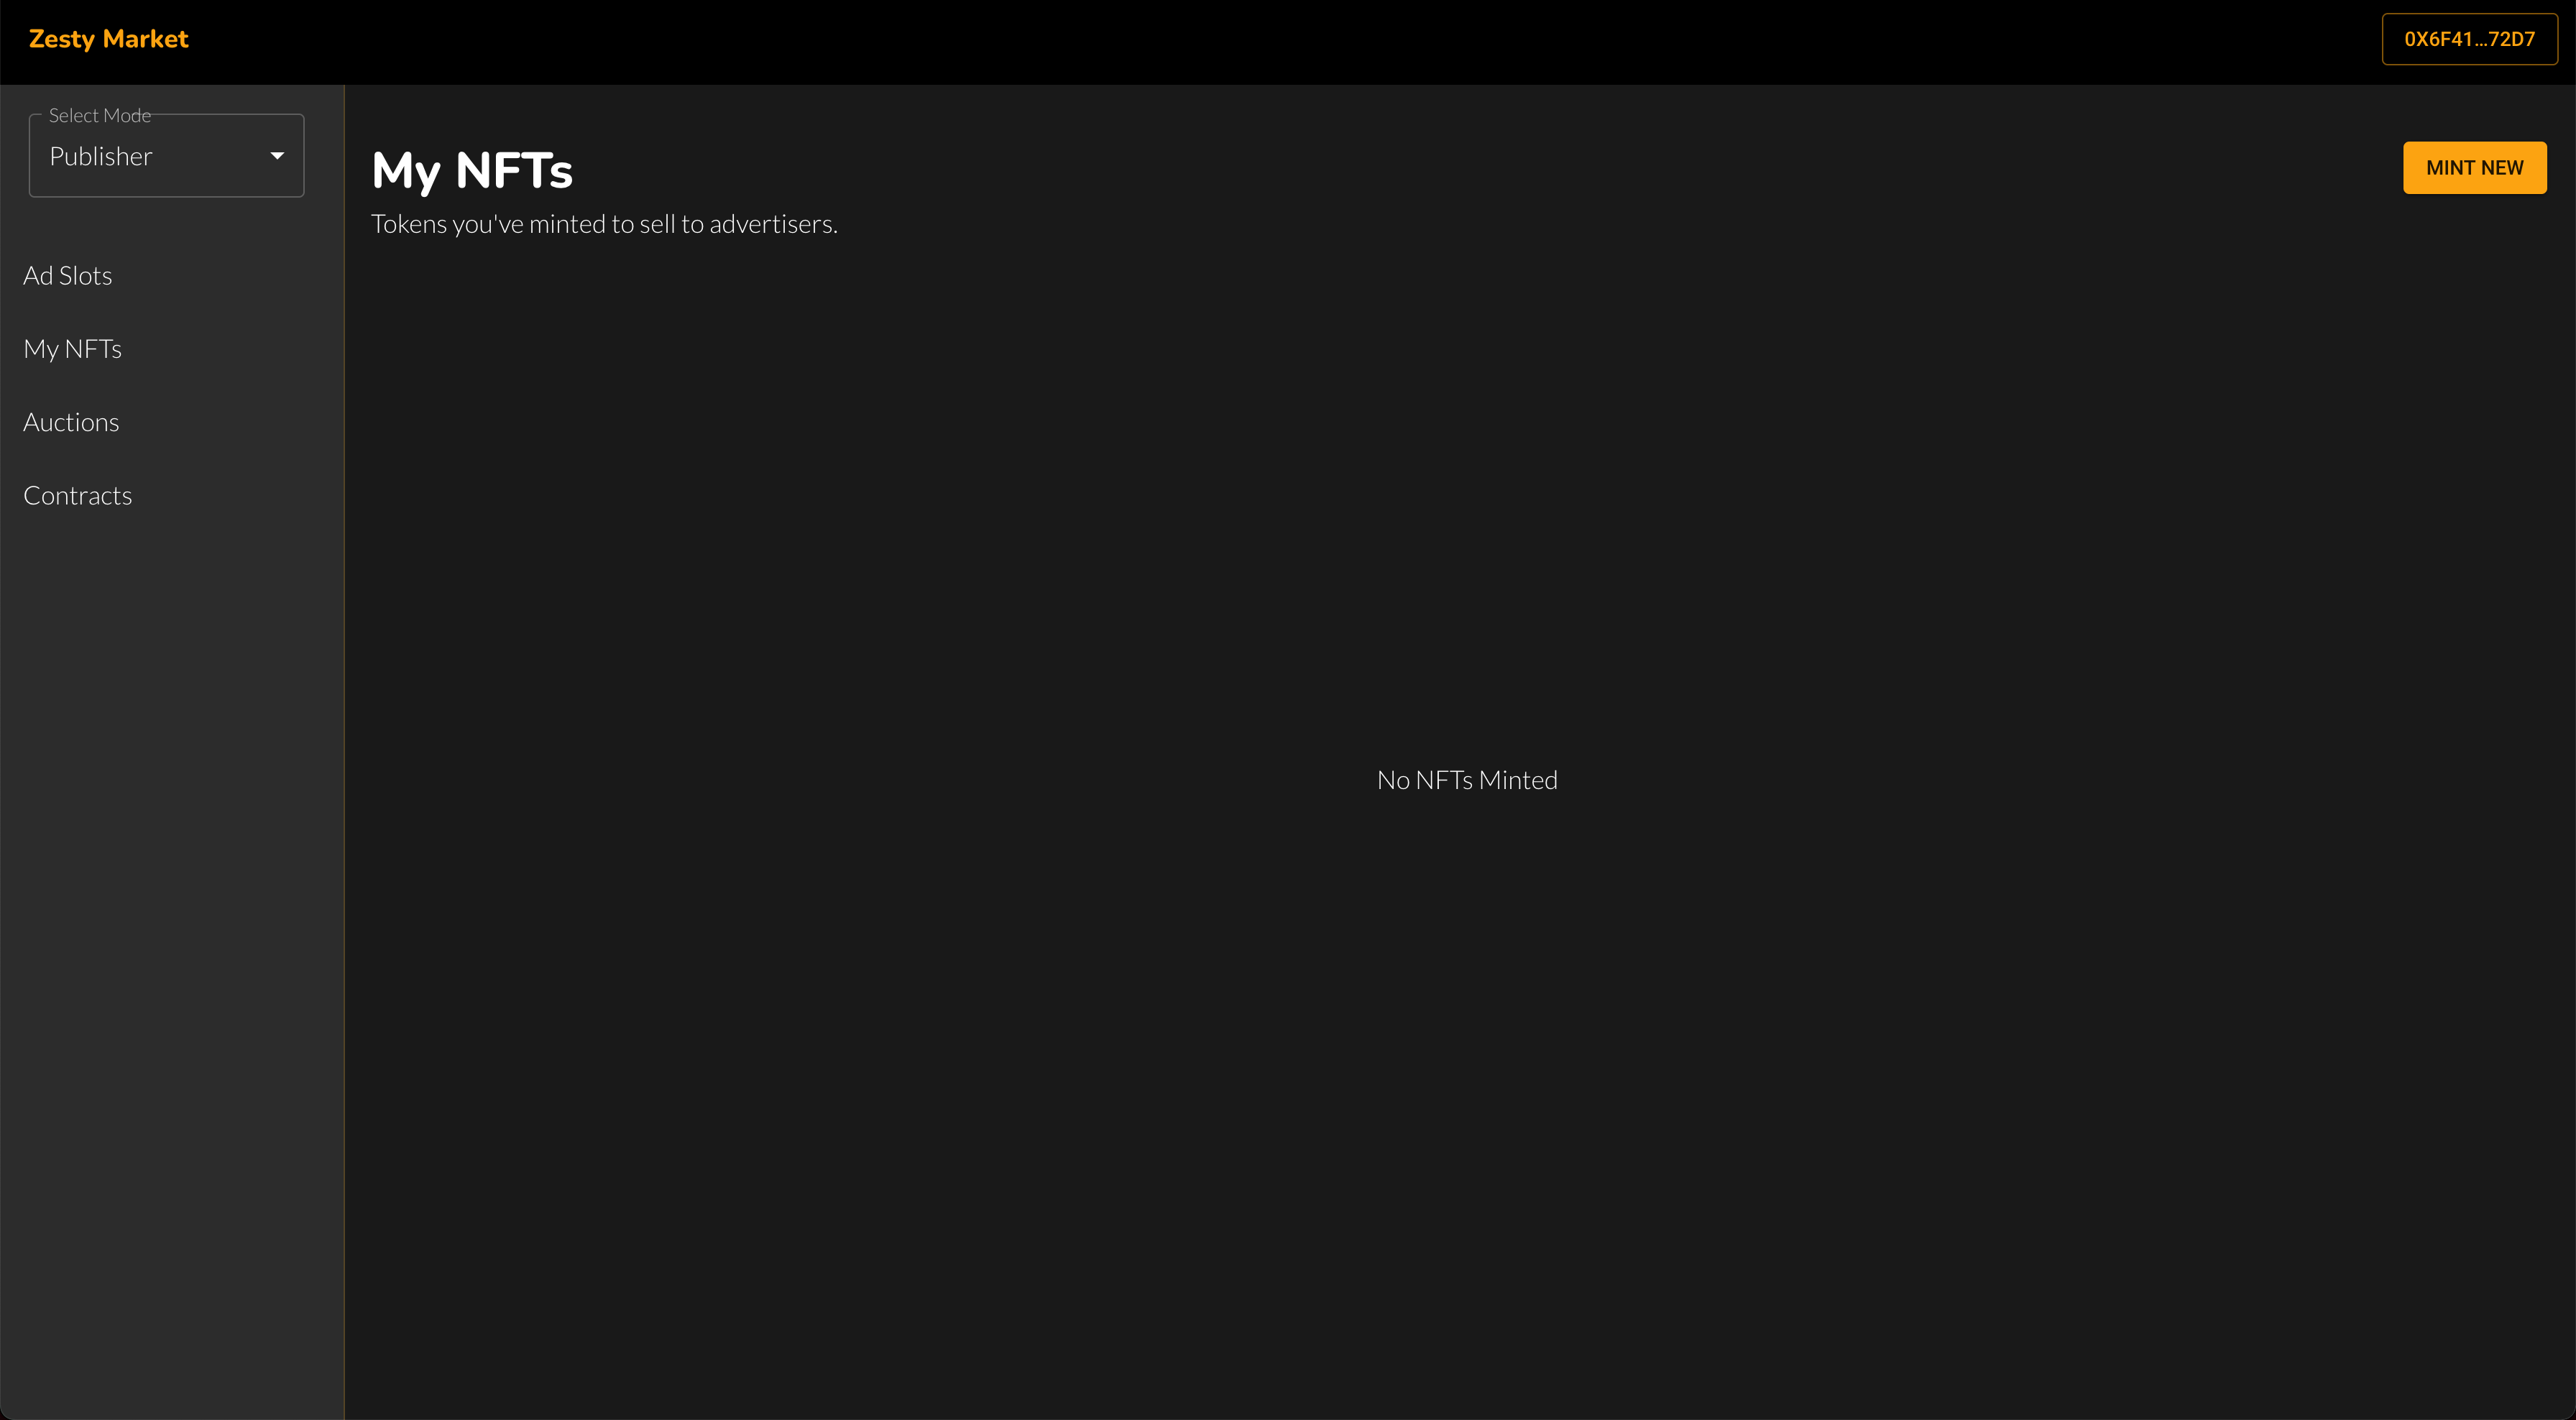 Zesty Market
0X6F41...72D7
Select Mode
Publisher
Ad Slots
My NFTs
Auctions
Contracts
My NFTs
MINT NEW
Tokens you've minted to sell to advertisers.
No NFTs Minted